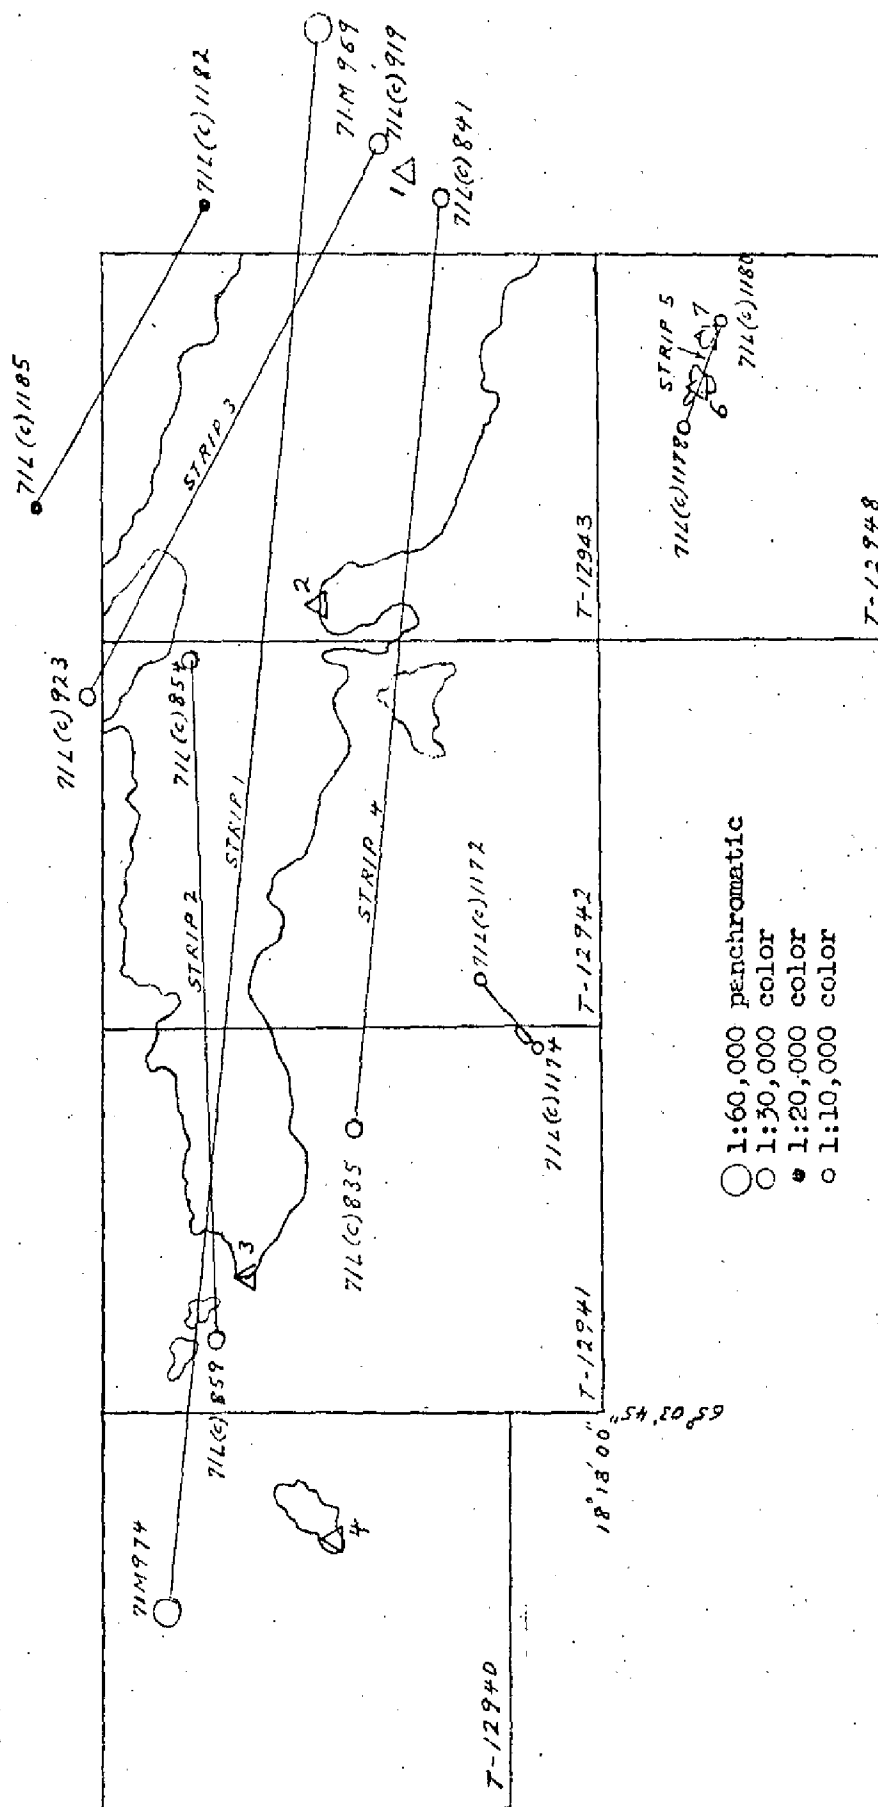 71L(c)1185
71L(c)1182
71-M 969
71L(c)919
1
71L(c)841
STRIP 3
71L(c)923
71L(c)854
2
STRIP 1
STRIP 2
STRIP 4
T-12943
STRIP 5
71L(c)1178
6
7
71L(c)1180
T-12948
71L(c)1172
T-12942
71L(c)1174
71L(c)835
3
71L(c)859
T-12941
18°18'00"
65°03'45"
71M974
4
T-12940
1:60,000 panchromatic
1:30,000 color
1:20,000 color
1:10,000 color